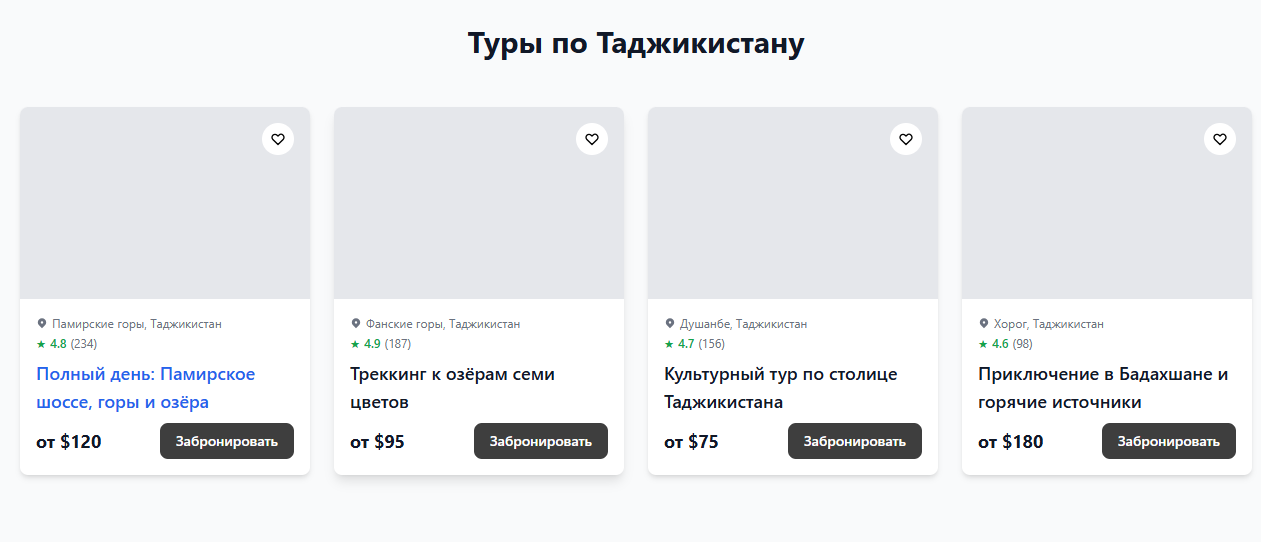 Туры по Таджикистану
Памирские горы, Таджикистан
★ 4.8 (234)
Полный день: Памирское
шоссе, горы и озёра
от $120
Забронировать
Фанские горы, Таджикистан
★ 4.9 (187)
Треккинг к озёрам семи
цветов
от $95
Забронировать
Душанбе, Таджикистан
★ 4.7 (156)
Культурный тур по столице
Таджикистана
от $75
Забронировать
Хорог, Таджикистан
★ 4.6 (98)
Приключение в Бадахшане и
горячие источники
от $180
Забронировать